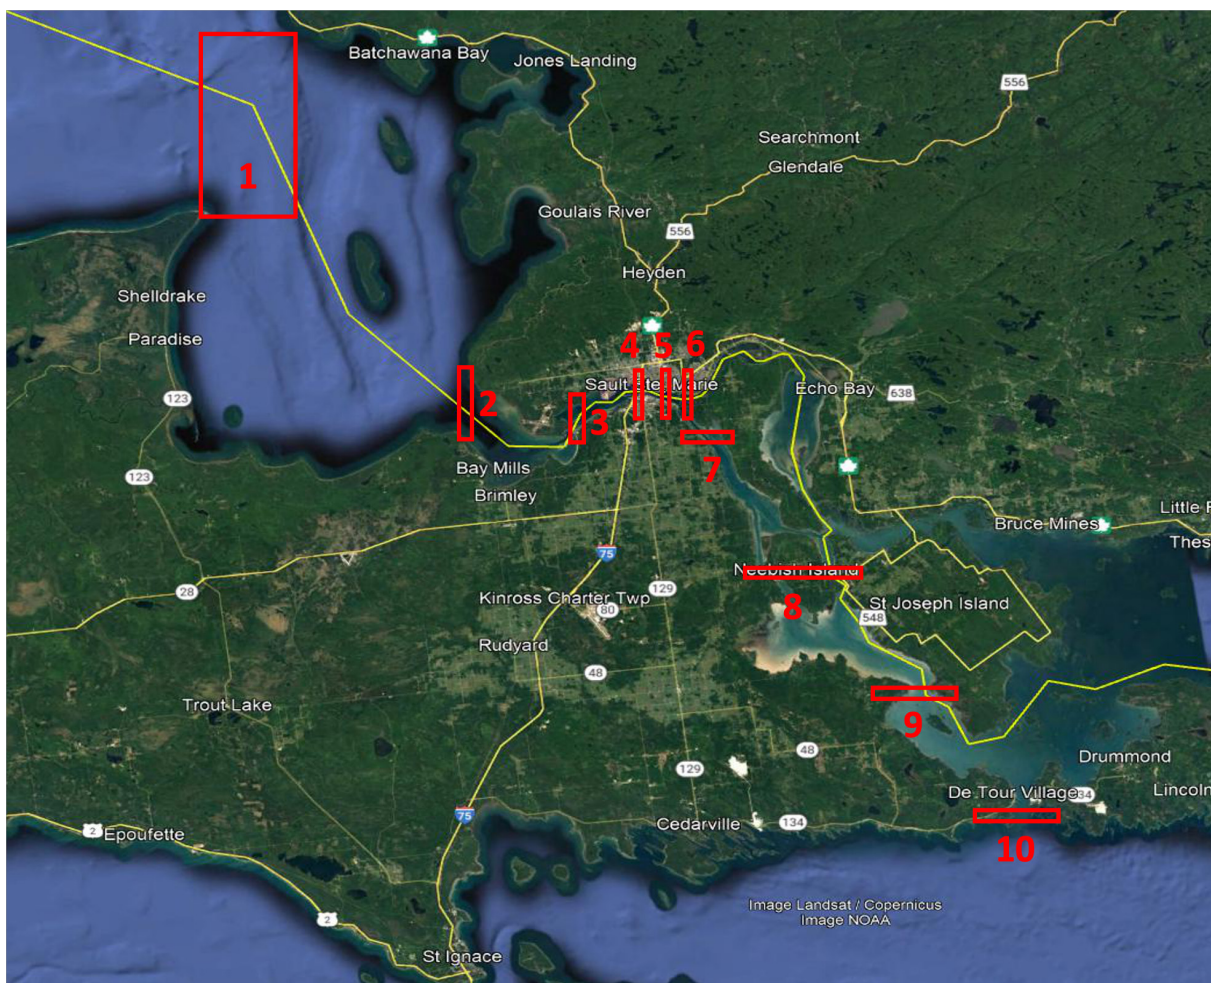 Batchawana Bay
Jones Landing
556
Searchmont
Glendale
1
Goulais River
556
Heyden
Shelldrake
Paradise
4 5 6
Sault Ste. Marie
Echo Bay
638
123
2
3
7
Bay Mills
Brimley
123
Little
Bruce Mines
Thes
75
Neebish Island
28
Kinross Charter Twp
80
129
8
St Joseph Island
548
Rudyard
48
Trout Lake
9
48
129
Drummond
De Tour Village
134
Lincoln
75
2
Epoufette
Cedarville
134
10
Image Landsat / Copernicus
Image NOAA
2
St Ignace